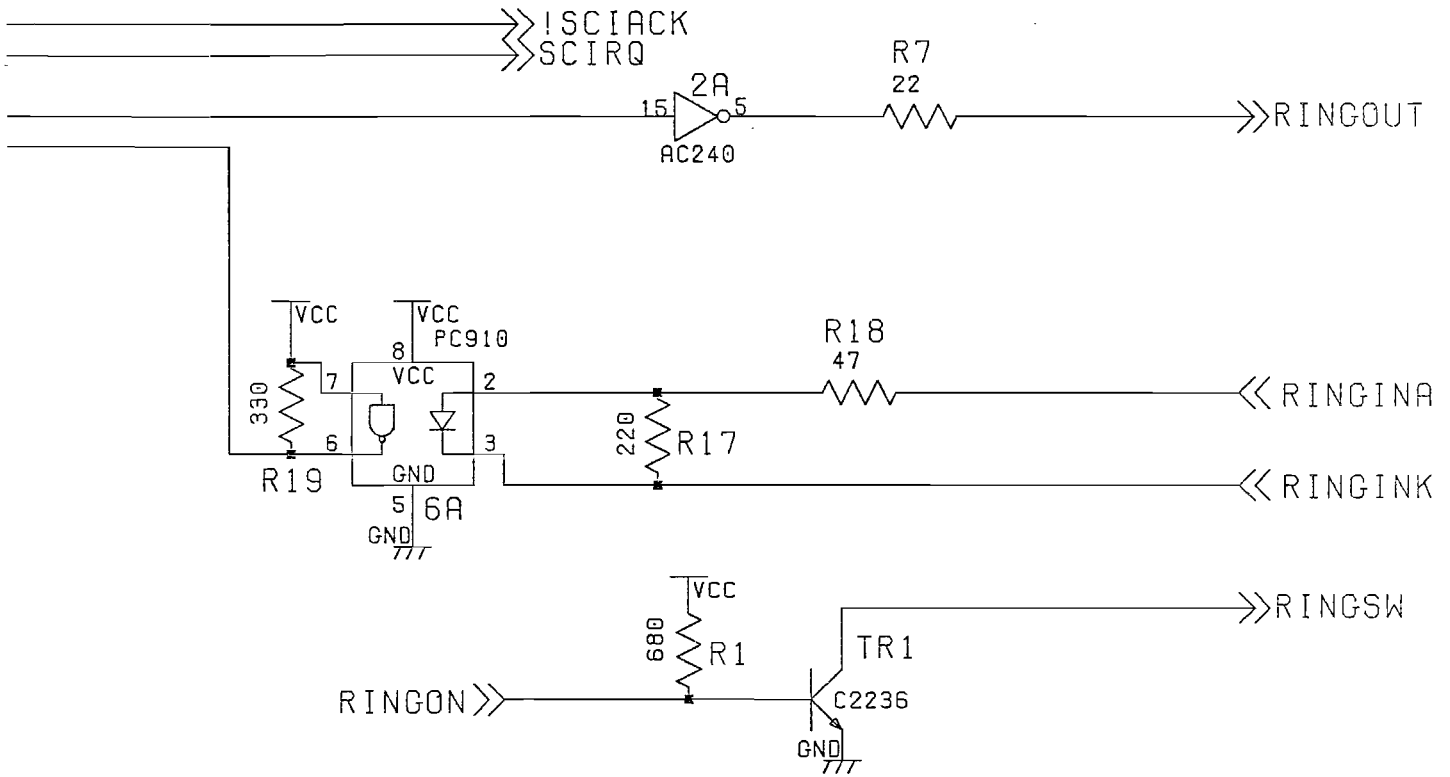 !SCIACK
SCIRQ
R7
22
2A
15
5
AC240
RINGOUT
VCC
VCC
PC910
8
VCC
7
330
6
R19
GND
5
6A
GND
2
3
R18
47
220
R17
RINGINA
RINGINK
VCC
680
R1
RINGON
TR1
C2236
GND
RINGSW